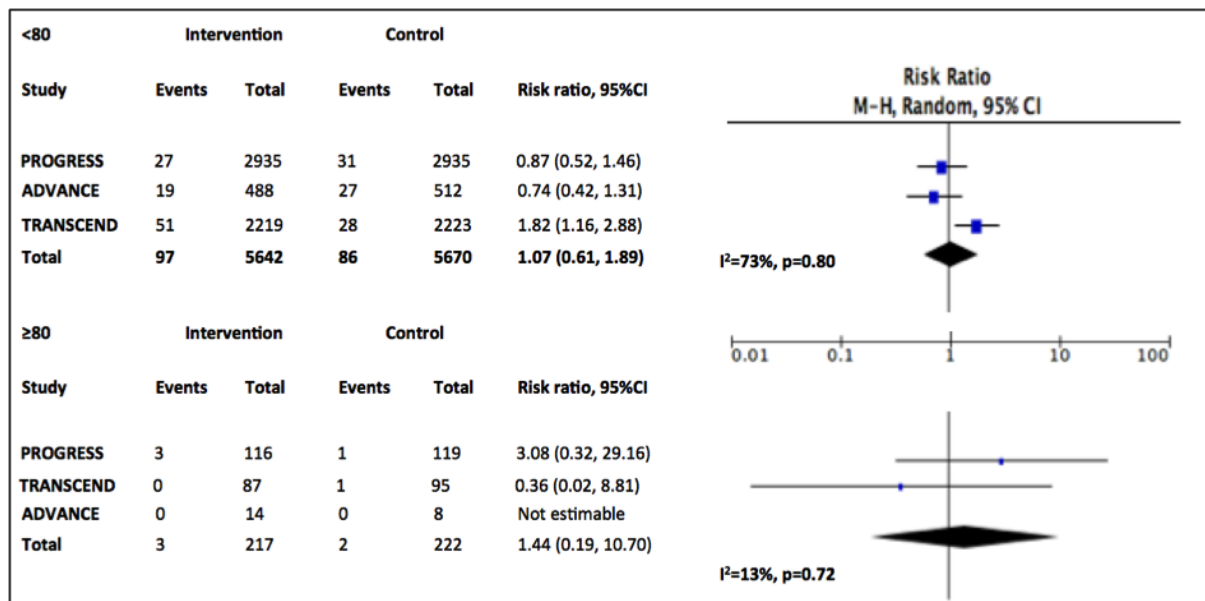 <80 Intervention Control
Study Events Total Events Total Risk ratio, 95%CI
Risk Ratio
M-H, Random, 95% CI
PROGRESS 27 2935 31 2935 0.87 (0.52, 1.46)
ADVANCE 19 488 27 512 0.74 (0.42, 1.31)
TRANSCEND 51 2219 28 2223 1.82 (1.16, 2.88)
Total 97 5642 86 5670 1.07 (0.61, 1.89) I²=73%, p=0.80
≥80 Intervention Control
0.01 0.1 1 10 100
Study Events Total Events Total Risk ratio, 95%CI
PROGRESS 3 116 1 119 3.08 (0.32, 29.16)
TRANSCEND 0 87 1 95 0.36 (0.02, 8.81)
ADVANCE 0 14 0 8 Not estimable
Total 3 217 2 222 1.44 (0.19, 10.70)
I²=13%, p=0.72